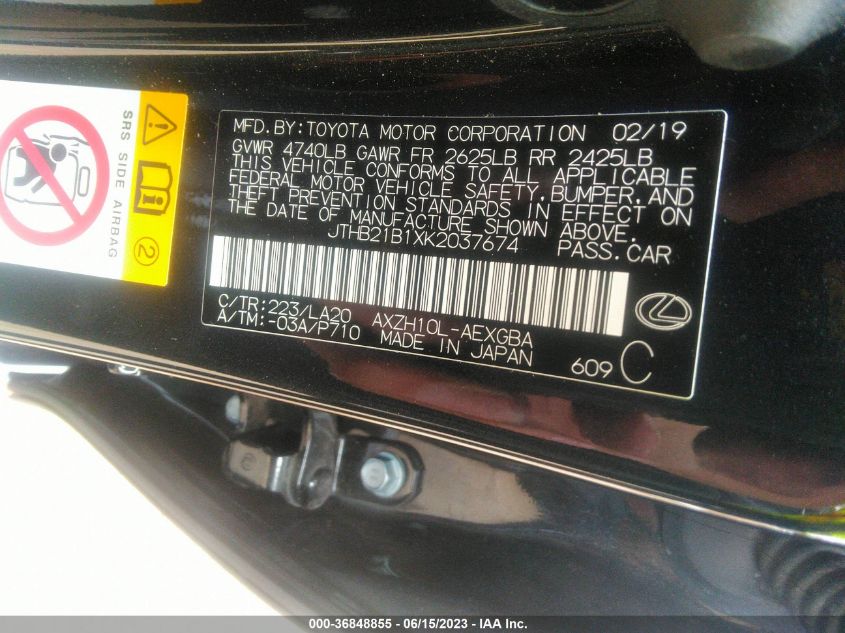 MFD. BY: TOYOTA MOTOR CORPORATION 02/19
GVWR 4740LB GAWR FR 2625LB RR 2425LB
THIS VEHICLE CONFORMS TO ALL APPLICABLE
FEDERAL MOTOR VEHICLE SAFETY, BUMPER, AND
THEFT PREVENTION STANDARDS IN EFFECT ON
THE DATE OF MANUFACTURE SHOWN ABOVE.
JTHB21B1XK2037674 PASS. CAR
C/TR: 223/LA20 AXZH10L-AEXGBA
A/TM: -03A/P710 MADE IN JAPAN
609 C
SRS SIDE AIRBAG
2
000-36848855 - 06/15/2023 - IAA Inc.